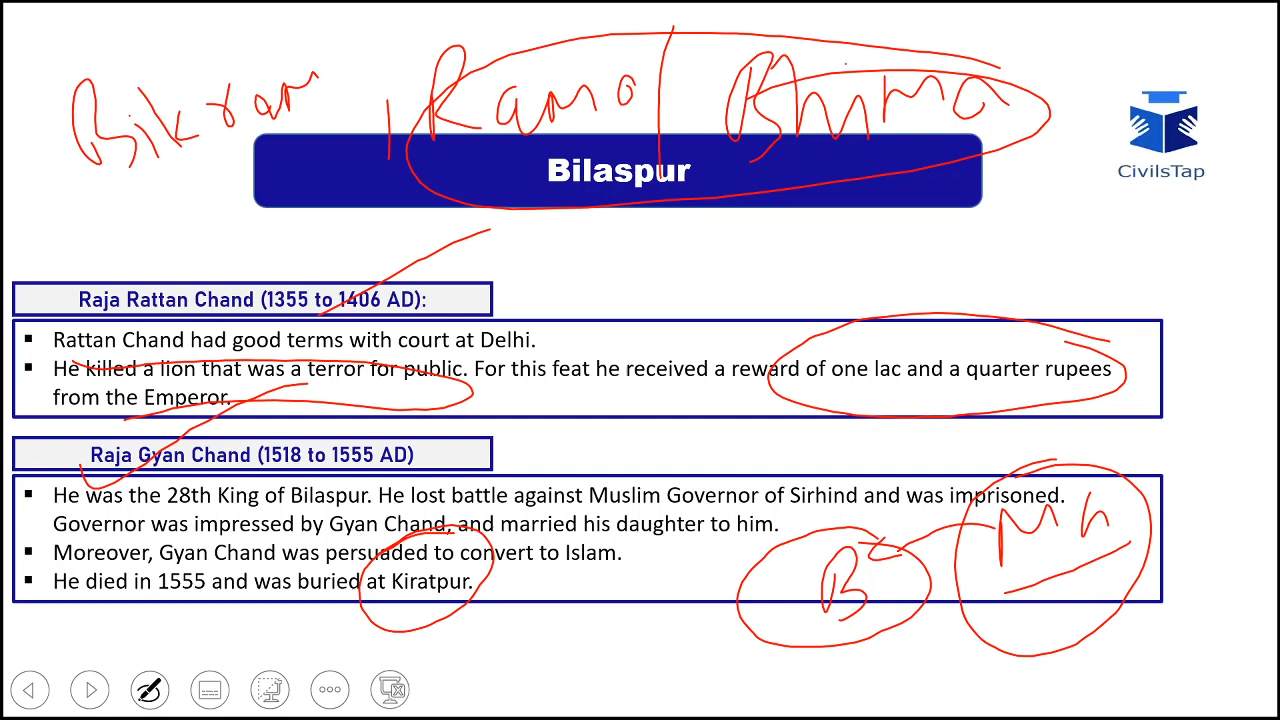 Bikram , Ramo Bhima
Bilaspur
CivilsTap
Raja Rattan Chand (1355 to 1406 AD):
▪ Rattan Chand had good terms with court at Delhi.
▪ He killed a lion that was a terror for public. For this feat he received a reward of one lac and a quarter rupees
from the Emperor.
Raja Gyan Chand (1518 to 1555 AD)
▪ He was the 28th King of Bilaspur. He lost battle against Muslim Governor of Sirhind and was imprisoned.
Governor was impressed by Gyan Chand, and married his daughter to him.
▪ Moreover, Gyan Chand was persuaded to convert to Islam.
▪ He died in 1555 and was buried at Kiratpur.
B